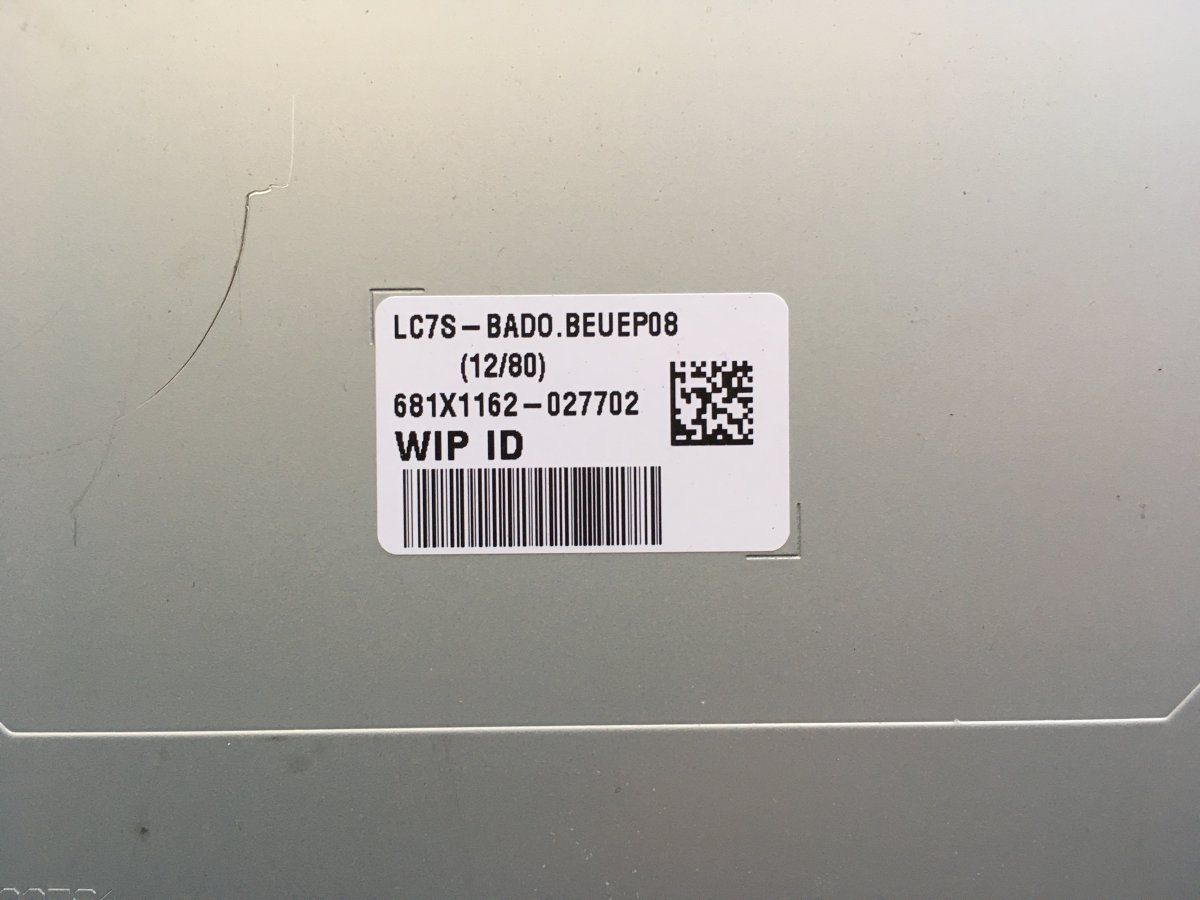 LC7S-BADO.BEUEP08
(12/80)
681X1162-027702
WIP ID